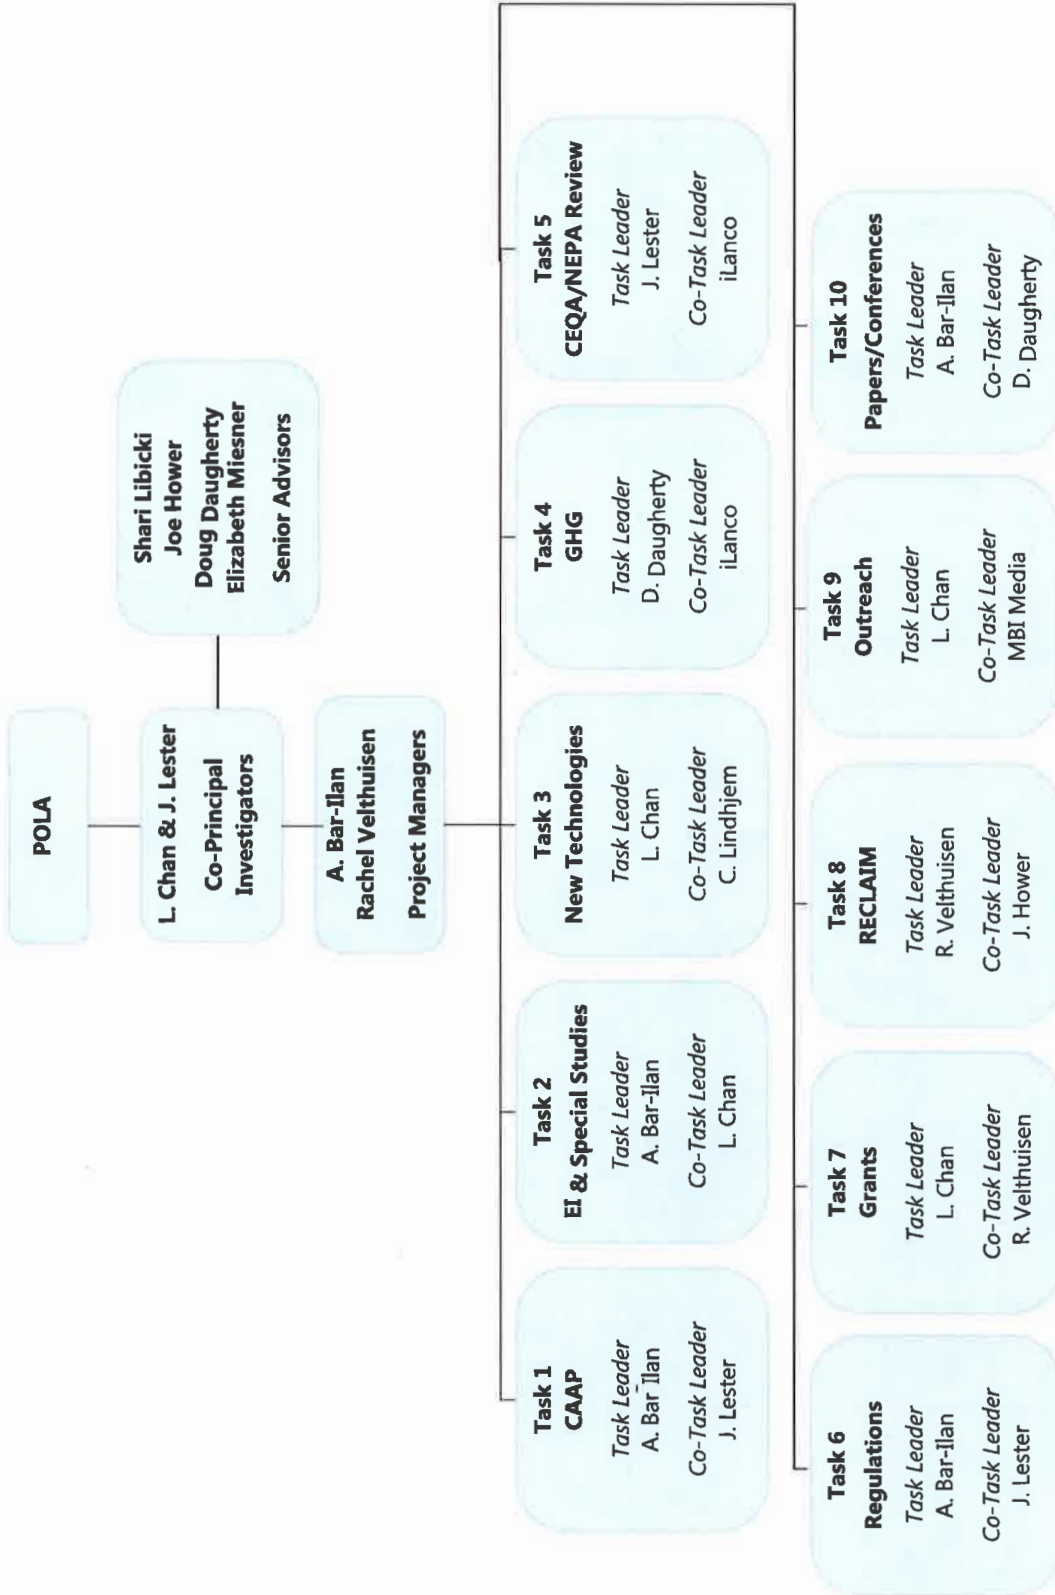 POLA
L. Chan & J. Lester
Co-Principal
Investigators
Shari Libicki
Joe Hower
Doug Daugherty
Elizabeth Miesner
Senior Advisors
A. Bar-Ilan
Rachel Velthuisen
Project Managers
Task 1
CAAP
Task Leader
A. Bar-Ilan
Co-Task Leader
J. Lester
Task 2
EI & Special Studies
Task Leader
A. Bar-Ilan
Co-Task Leader
L. Chan
Task 3
New Technologies
Task Leader
L. Chan
Co-Task Leader
C. Lindhjem
Task 4
GHG
Task Leader
D. Daugherty
Co-Task Leader
iLanco
Task 5
CEQA/NEPA Review
Task Leader
J. Lester
Co-Task Leader
iLanco
Task 6
Regulations
Task Leader
A. Bar-Ilan
Co-Task Leader
J. Lester
Task 7
Grants
Task Leader
L. Chan
Co-Task Leader
R. Velthuisen
Task 8
RECLAIM
Task Leader
R. Velthuisen
Co-Task Leader
J. Hower
Task 9
Outreach
Task Leader
L. Chan
Co-Task Leader
MBI Media
Task 10
Papers/Conferences
Task Leader
A. Bar-Ilan
Co-Task Leader
D. Daugherty